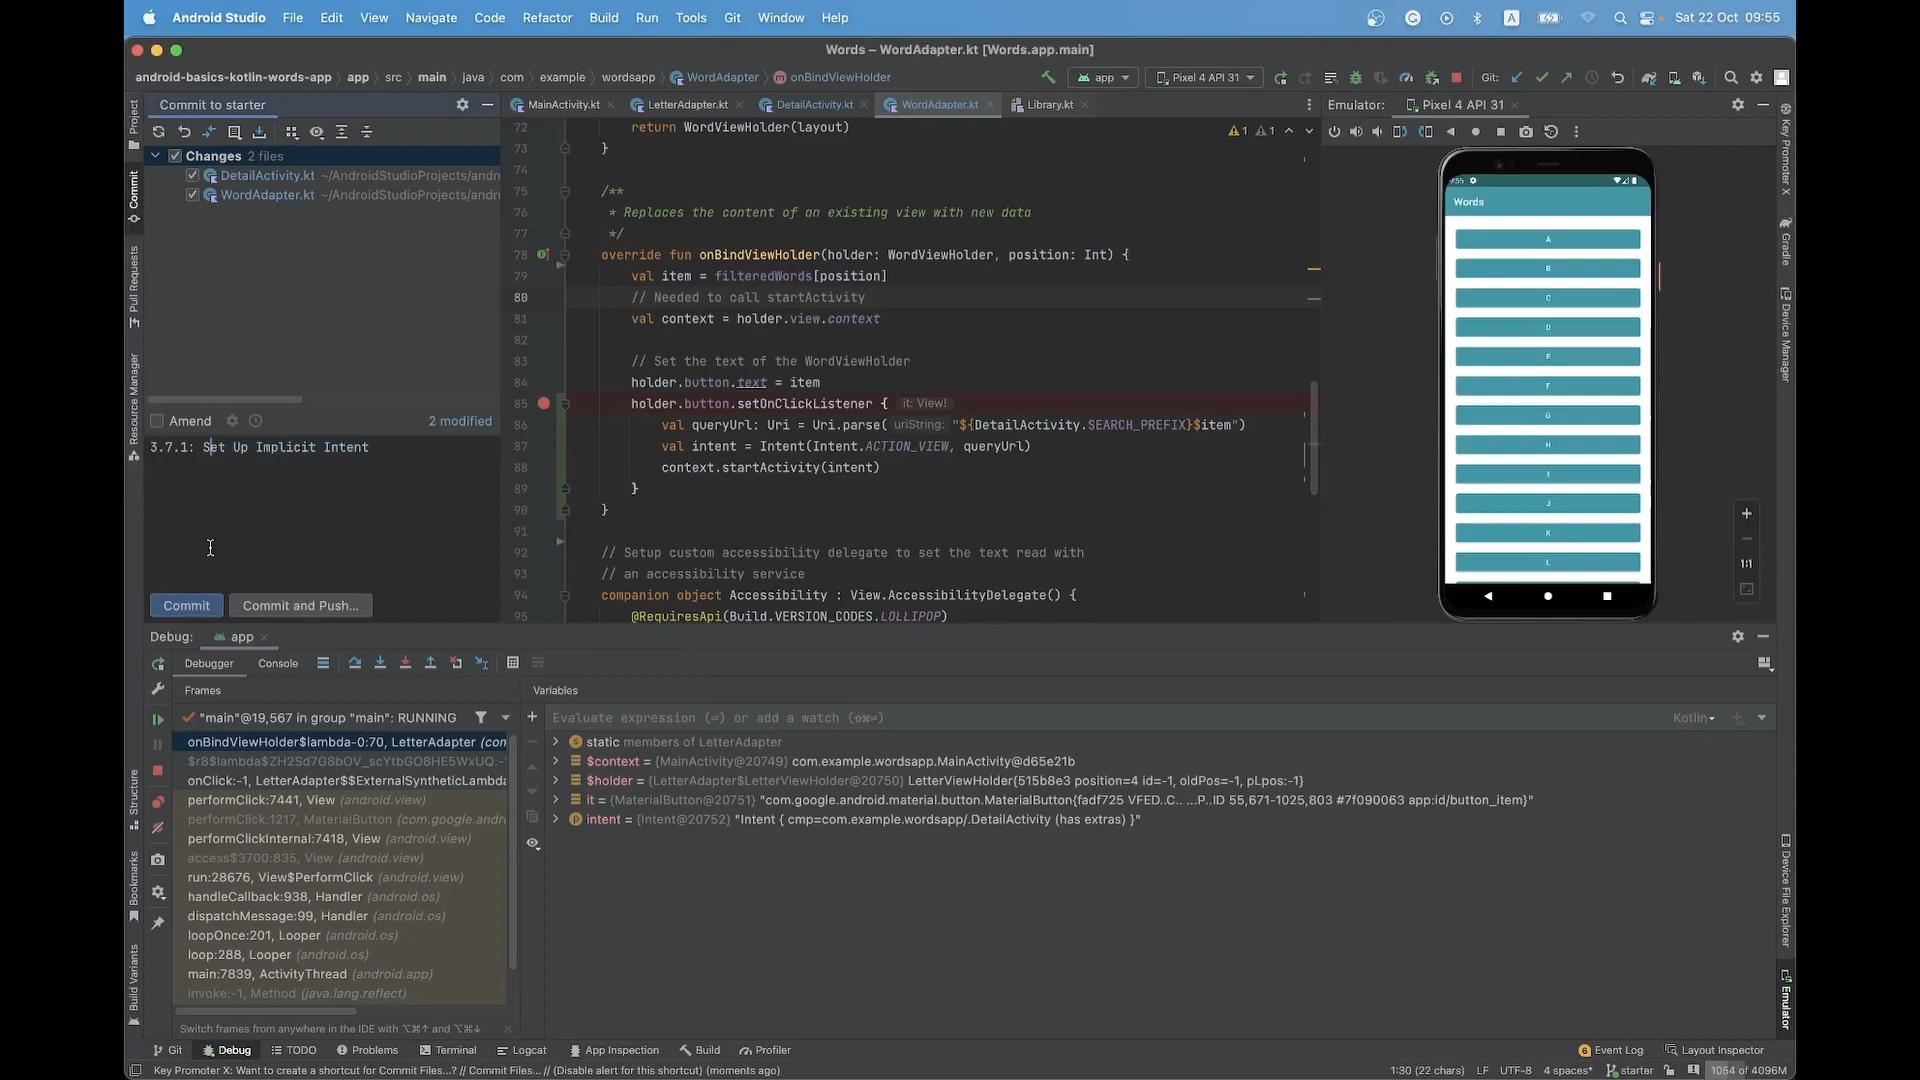 Android Studio File Edit View Navigate Code Refactor Build Run Tools Git Window Help
A Sat 22 Oct 09:55
Words – WordAdapter.kt [Words.app.main]
android-basics-kotlin-words-app app src main java com example wordsapp WordAdapter onBindViewHolder
app Pixel 4 API 31 Git:
Commit to starter
MainActivity.kt LetterAdapter.kt DetailActivity.kt WordAdapter.kt Library.kt
Emulator: Pixel 4 API 31
Project
Commit
Pull Requests
Resource Manager
Structure
Bookmarks
Build Variants
Changes 2 files
DetailActivity.kt ~/AndroidStudioProjects/andr
WordAdapter.kt ~/AndroidStudioProjects/andr
Amend 2 modified
3.7.1: Set Up Implicit Intent
Commit Commit and Push...
1 1
72 return WordViewHolder(layout)
73 }
74
75 /**
76 * Replaces the content of an existing view with new data
77 */
78 override fun onBindViewHolder(holder: WordViewHolder, position: Int) {
79 val item = filteredWords[position]
80 // Needed to call startActivity
81 val context = holder.view.context
82
83 // Set the text of the WordViewHolder
84 holder.button.text = item
85 holder.button.setOnClickListener { it: View!
86 val queryUrl: Uri = Uri.parse( uriString: "${DetailActivity.SEARCH_PREFIX}$item")
87 val intent = Intent(Intent.ACTION_VIEW, queryUrl)
88 context.startActivity(intent)
89 }
90 }
91
92 // Setup custom accessibility delegate to set the text read with
93 // an accessibility service
94 companion object Accessibility : View.AccessibilityDelegate() {
95 @RequiresApi(Build.VERSION_CODES.LOLLIPOP)
Words
A
B
C
D
E
F
G
H
I
J
K
L
1:1
Key Promoter X
Gradle
Device Manager
Device File Explorer
Emulator
Debug: app
Debugger Console
Frames
Variables
"main"@19,567 in group "main": RUNNING
Evaluate expression (⏎) or add a watch (⇧⌘⏎) Kotlin
onBindViewHolder$lambda-0:70, LetterAdapter (con
$r8$lambda$ZH2Sd7G8bOV_scYtbGO8HE5WxUQ:-
onClick:-1, LetterAdapter$$ExternalSyntheticLambda
performClick:7441, View (android.view)
performClick:1217, MaterialButton (com.google.andro
performClickInternal:7418, View (android.view)
access$3700:835, View (android.view)
run:28676, View$PerformClick (android.view)
handleCallback:938, Handler (android.os)
dispatchMessage:99, Handler (android.os)
loopOnce:201, Looper (android.os)
loop:288, Looper (android.os)
main:7839, ActivityThread (android.app)
invoke:-1, Method (java.lang.reflect)
static members of LetterAdapter
$context = {MainActivity@20749} com.example.wordsapp.MainActivity@d65e21b
$holder = {LetterAdapter$LetterViewHolder@20750} LetterViewHolder{515b8e3 position=4 id=-1, oldPos=-1, pLpos:-1}
it = {MaterialButton@20751} "com.google.android.material.button.MaterialButton{fadf725 VFED..C.. ...P..ID 55,671-1025,803 #7f090063 app:id/button_item}"
intent = {Intent@20752} "Intent { cmp=com.example.wordsapp/.DetailActivity (has extras) }"
Switch frames from anywhere in the IDE with ⌥⌘↑ and ⌥⌘↓
Git Debug TODO Problems Terminal Logcat App Inspection Build Profiler
6 Event Log Layout Inspector
Key Promoter X: Want to create a shortcut for Commit Files...? // Commit Files... // (Disable alert for this shortcut) (moments ago)
1:30 (22 chars) LF UTF-8 4 spaces* starter 1054 of 4096M